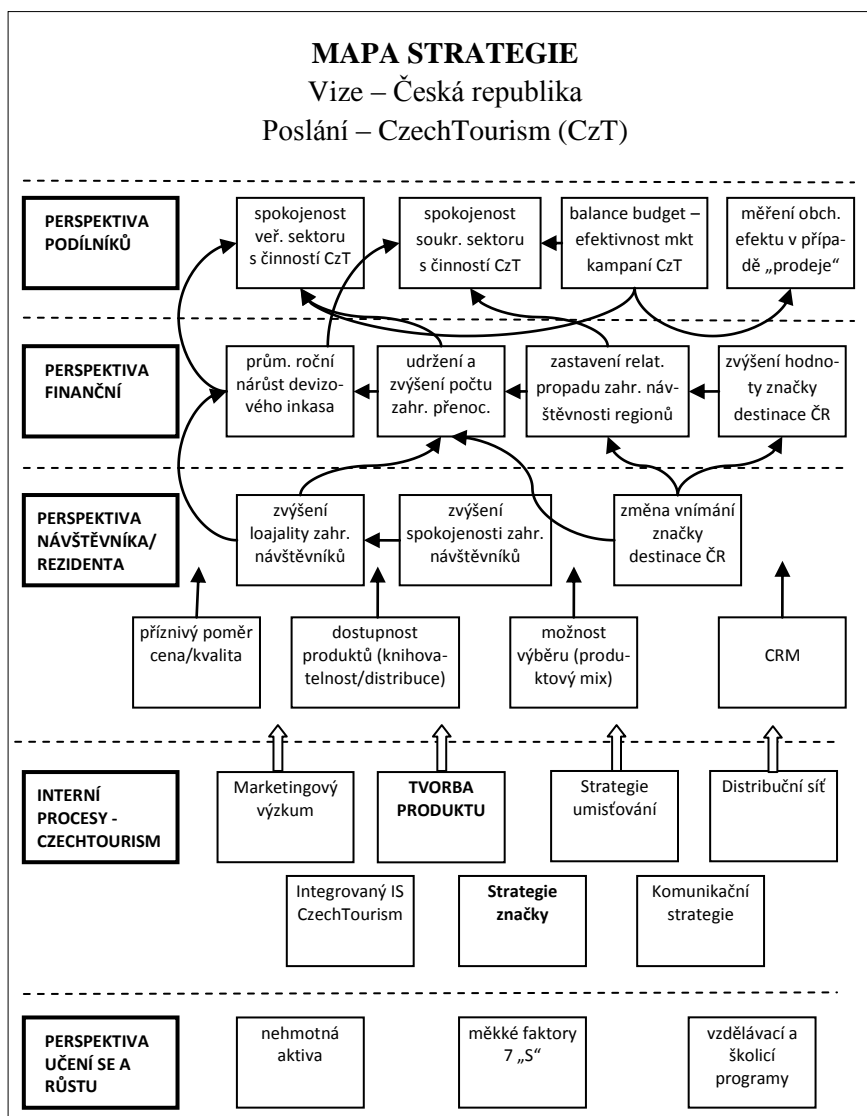 MAPA STRATEGIE
Vize – Česká republika
Poslání – CzechTourism (CzT)
PERSPEKTIVA
PODÍLNÍKŮ
spokojenost
veř. sektoru
s činností CzT
spokojenost
soukr. sektoru
s činností CzT
balance budget –
efektivnost mkt
kampaní CzT
měření obch.
efektu v přípa-
dě „prodeje“
PERSPEKTIVA
FINANČNÍ
prům. roční
nárůst devizo-
vého inkasa
udržení a
zvýšení počtu
zahr. přenoc.
zastavení relat.
propadu zahr. náv-
štěvnosti regionů
zvýšení hodno-
ty značky
destinace ČR
PERSPEKTIVA
NÁVŠTĚVNÍKA/
REZIDENTA
zvýšení
loajality zahr.
návštěvníků
zvýšení
spokojenosti zahr.
návštěvníků
změna vnímání
značky
destinace ČR
příznivý poměr
cena/kvalita
dostupnost
produktů (knihova-
telnost/distribuce)
možnost
výběru (produ-
ktový mix)
CRM
INTERNÍ
PROCESY -
CZECHTOURISM
Marketingový
výzkum
TVORBA
PRODUKTU
Strategie
umisťování
Distribuční síť
Integrovaný IS
CzechTourism
Strategie
značky
Komunikační
strategie
PERSPEKTIVA
UČENÍ SE A
RŮSTU
nehmotná
aktiva
měkké faktory
7 „S“
vzdělávací a
školicí
programy